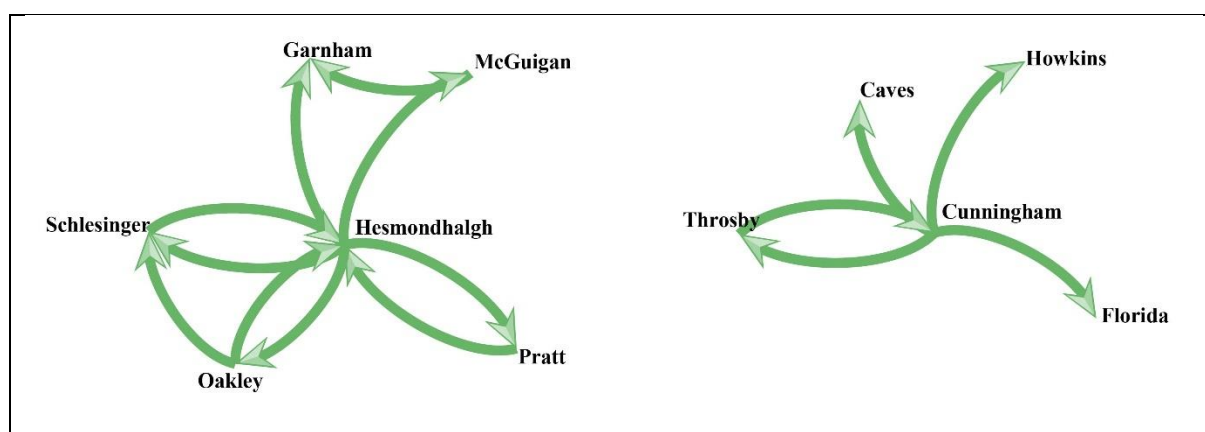 Garnham
McGuigan
Schlesinger
Hesmondhalgh
Oakley
Pratt
Howkins
Caves
Throsby
Cunningham
Florida